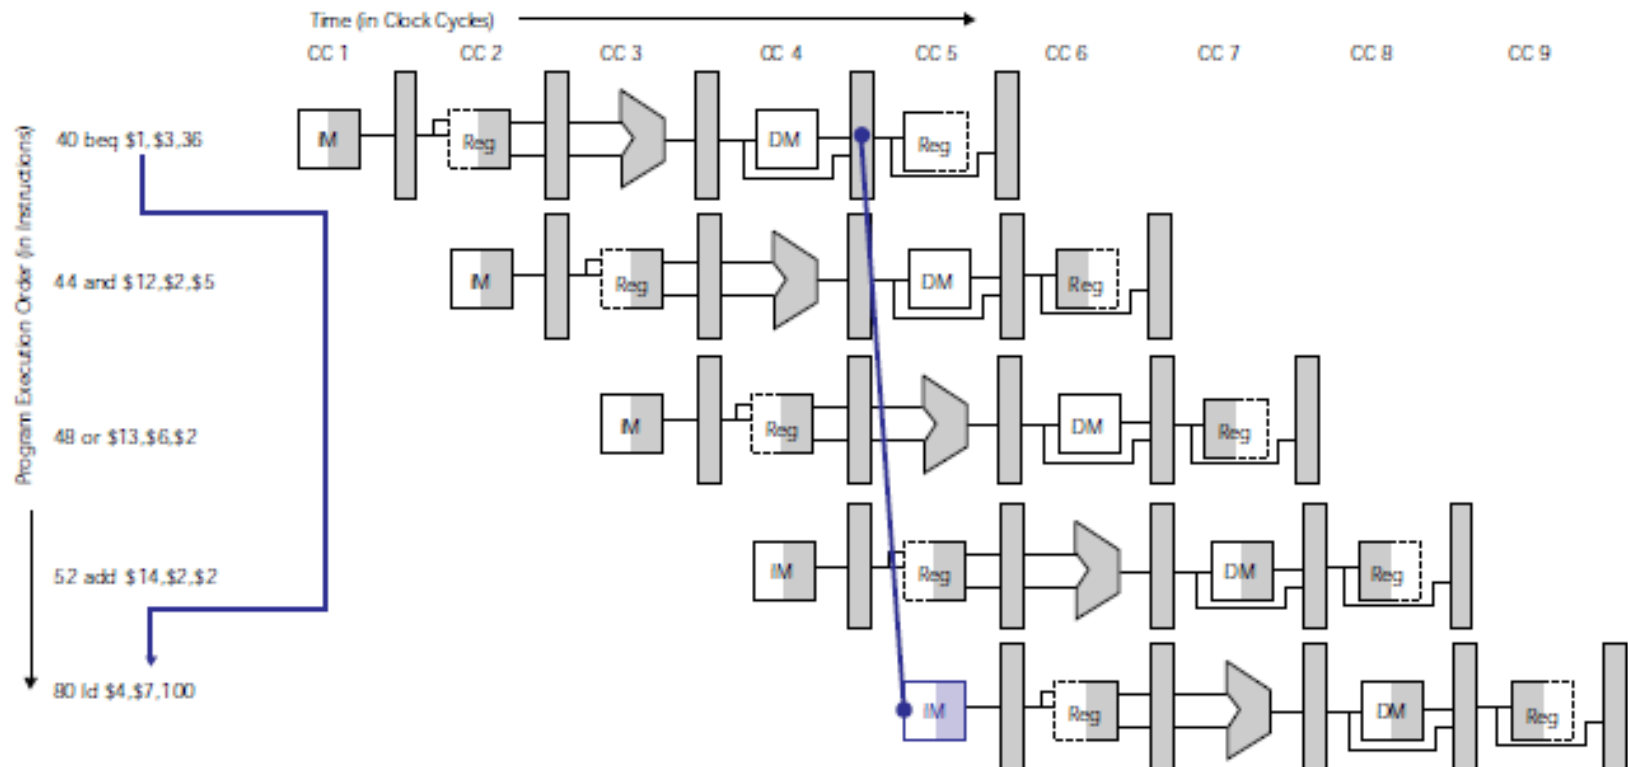 Time (in Clock Cycles)
CC 1 CC 2 CC 3 CC 4 CC 5 CC 6 CC 7 CC 8 CC 9
Program Execution Order (in Instructions)
40 beq $1,$3,36
IM Reg DM Reg
44 and $12,$2,$5
IM Reg DM Reg
48 or $13,$6,$2
IM Reg DM Reg
52 add $14,$2,$2
IM Reg DM Reg
80 ld $4,$7,100
IM Reg DM Reg